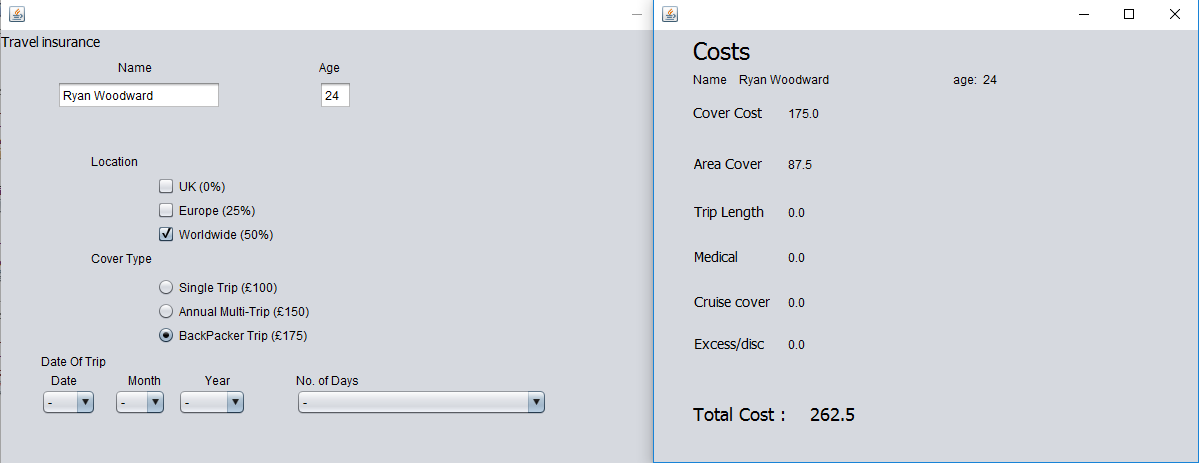 Travel insurance
Name Age
Ryan Woodward 24
Location
UK (0%)
Europe (25%)
Worldwide (50%)
Cover Type
Single Trip (£100)
Annual Multi-Trip (£150)
BackPacker Trip (£175)
Date Of Trip
Date Month Year No. of Days
- - - -
Costs
Name Ryan Woodward age: 24
Cover Cost 175.0
Area Cover 87.5
Trip Length 0.0
Medical 0.0
Cruise cover 0.0
Excess/disc 0.0
Total Cost : 262.5